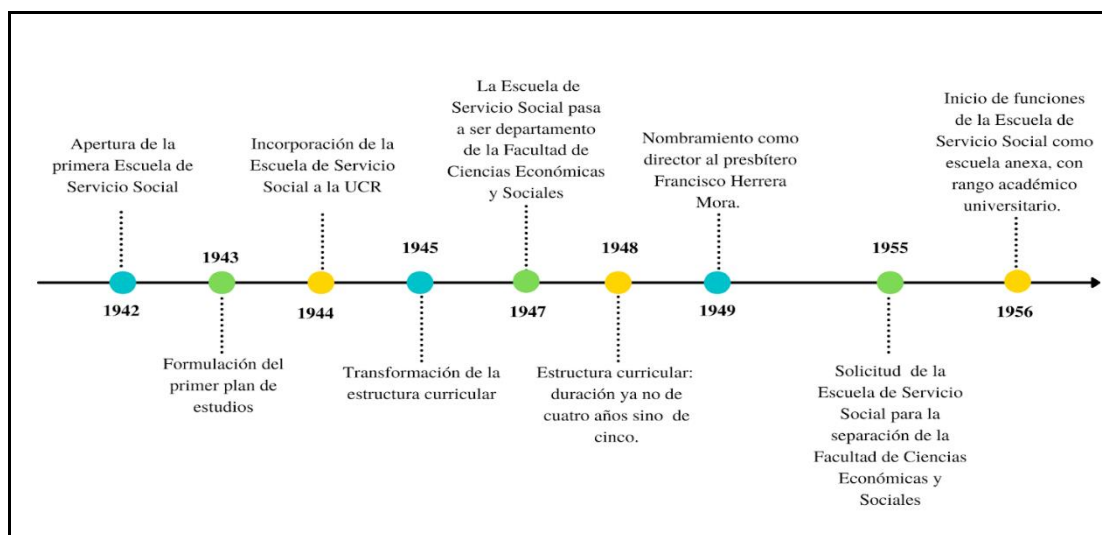 Apertura de la
primera Escuela de
Servicio Social
1942
1943
Formulación del
primer plan de
estudios
Incorporación de la
Escuela de Servicio
Social a la UCR
1944
1945
Transformación de la
estructura curricular
La Escuela de
Servicio Social pasa
a ser departamento
de la Facultad de
Ciencias Económicas
y Sociales
1947
1948
Estructura curricular:
duración ya no de
cuatro años sino de
cinco.
Nombramiento como
director al presbítero
Francisco Herrera
Mora.
1949
1955
Solicitud de la
Escuela de Servicio
Social para la
separación de la
Facultad de Ciencias
Económicas y
Sociales
Inicio de funciones
de la Escuela de
Servicio Social como
escuela anexa, con
rango académico
universitario.
1956